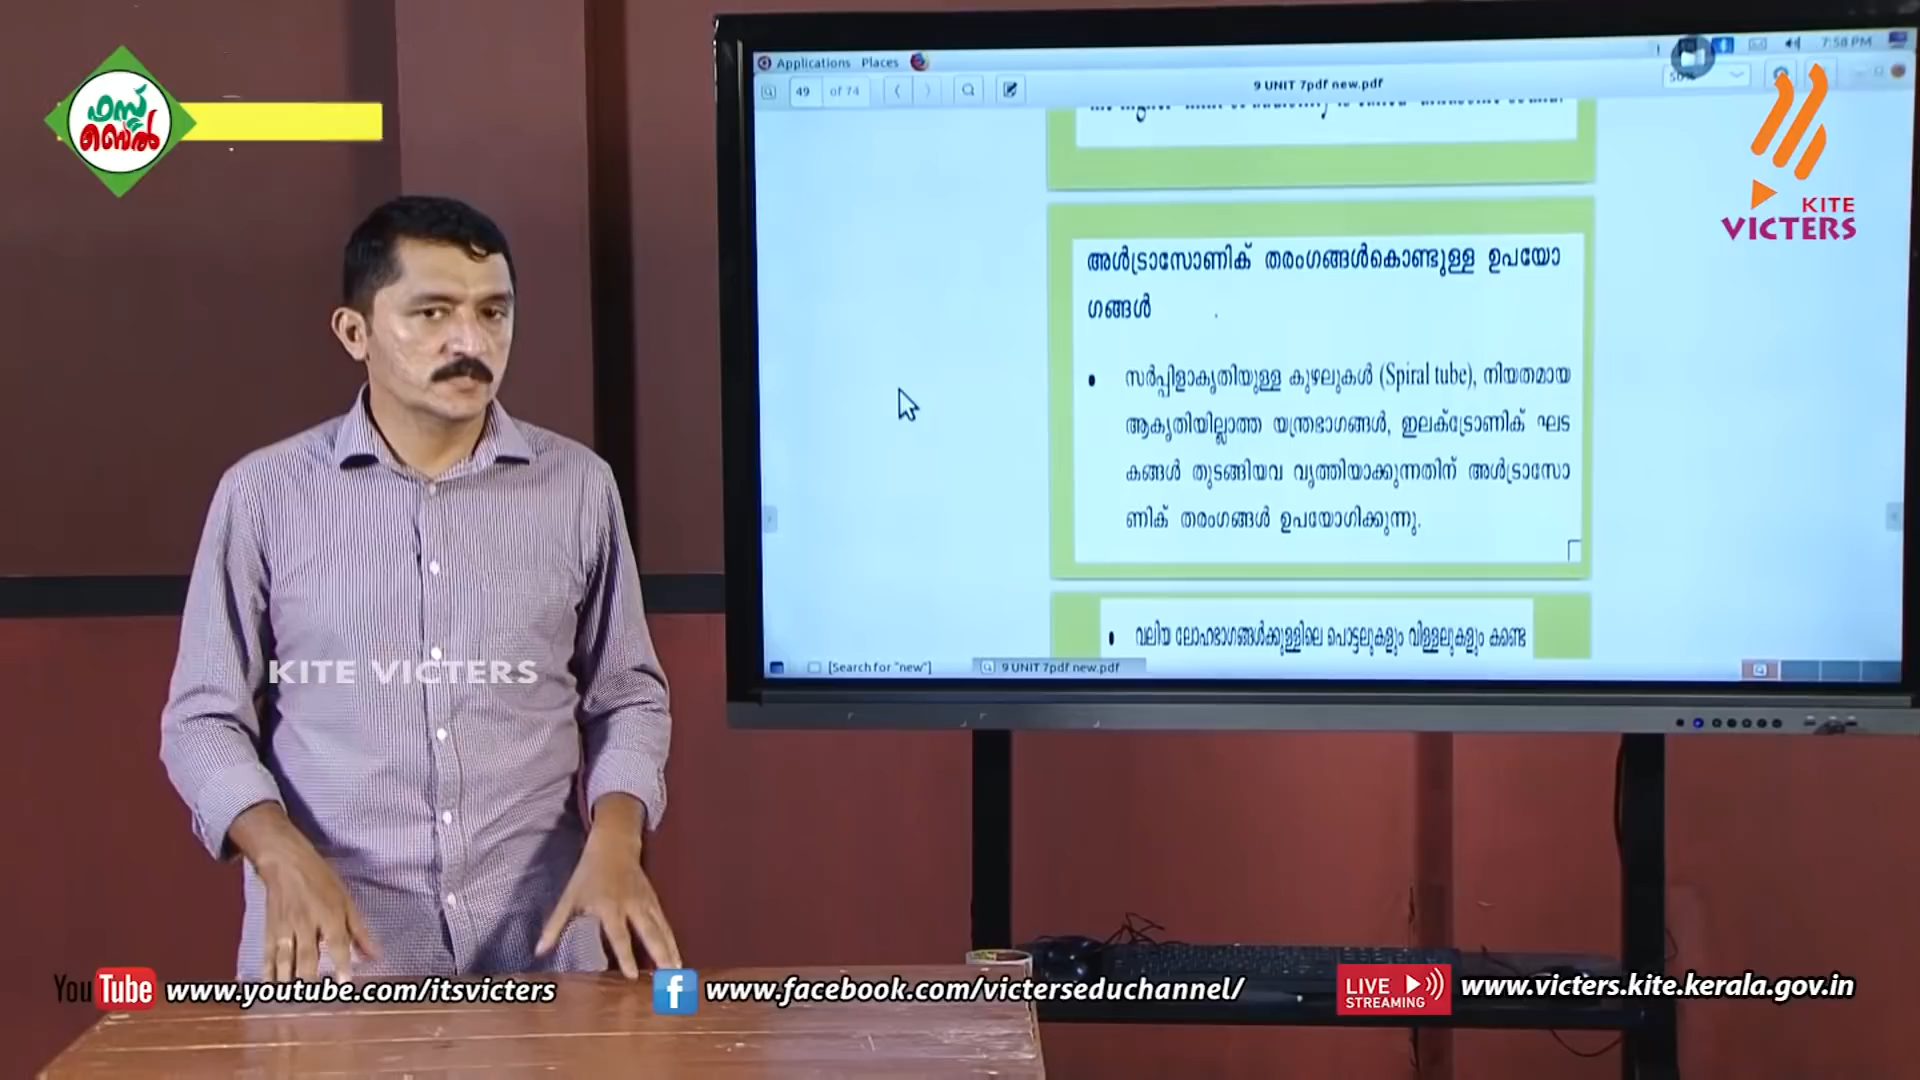 ഫസ്റ്റ്
ബെൽ
Applications Places
7:58 PM
49 of 74
9 UNIT 7pdf new.pdf
50%
KITE
VICTERS
അൾട്രാസോണിക് തരംഗങ്ങൾകൊണ്ടുള്ള ഉപയോ
ഗങ്ങൾ
• സർപ്പിളാകൃതിയുള്ള കുഴലുകൾ (Spiral tube), നിയതമായ
ആകൃതിയില്ലാത്ത യന്ത്രഭാഗങ്ങൾ, ഇലക്ട്രോണിക് ഘട
കങ്ങൾ തുടങ്ങിയവ വൃത്തിയാക്കുന്നതിന് അൾട്രാസോ
ണിക് തരംഗങ്ങൾ ഉപയോഗിക്കുന്നു.
• വലിയ ലോഹഭാഗങ്ങൾക്കുള്ളിലെ പൊട്ടലുകളും വിള്ളലുകളും കണ്ടെ
[Search for "new"] 9 UNIT 7pdf new.pdf
KITE VICTERS
YouTube www.youtube.com/itsvicters
f www.facebook.com/victerseduchannel/
LIVE
STREAMING
www.victers.kite.kerala.gov.in